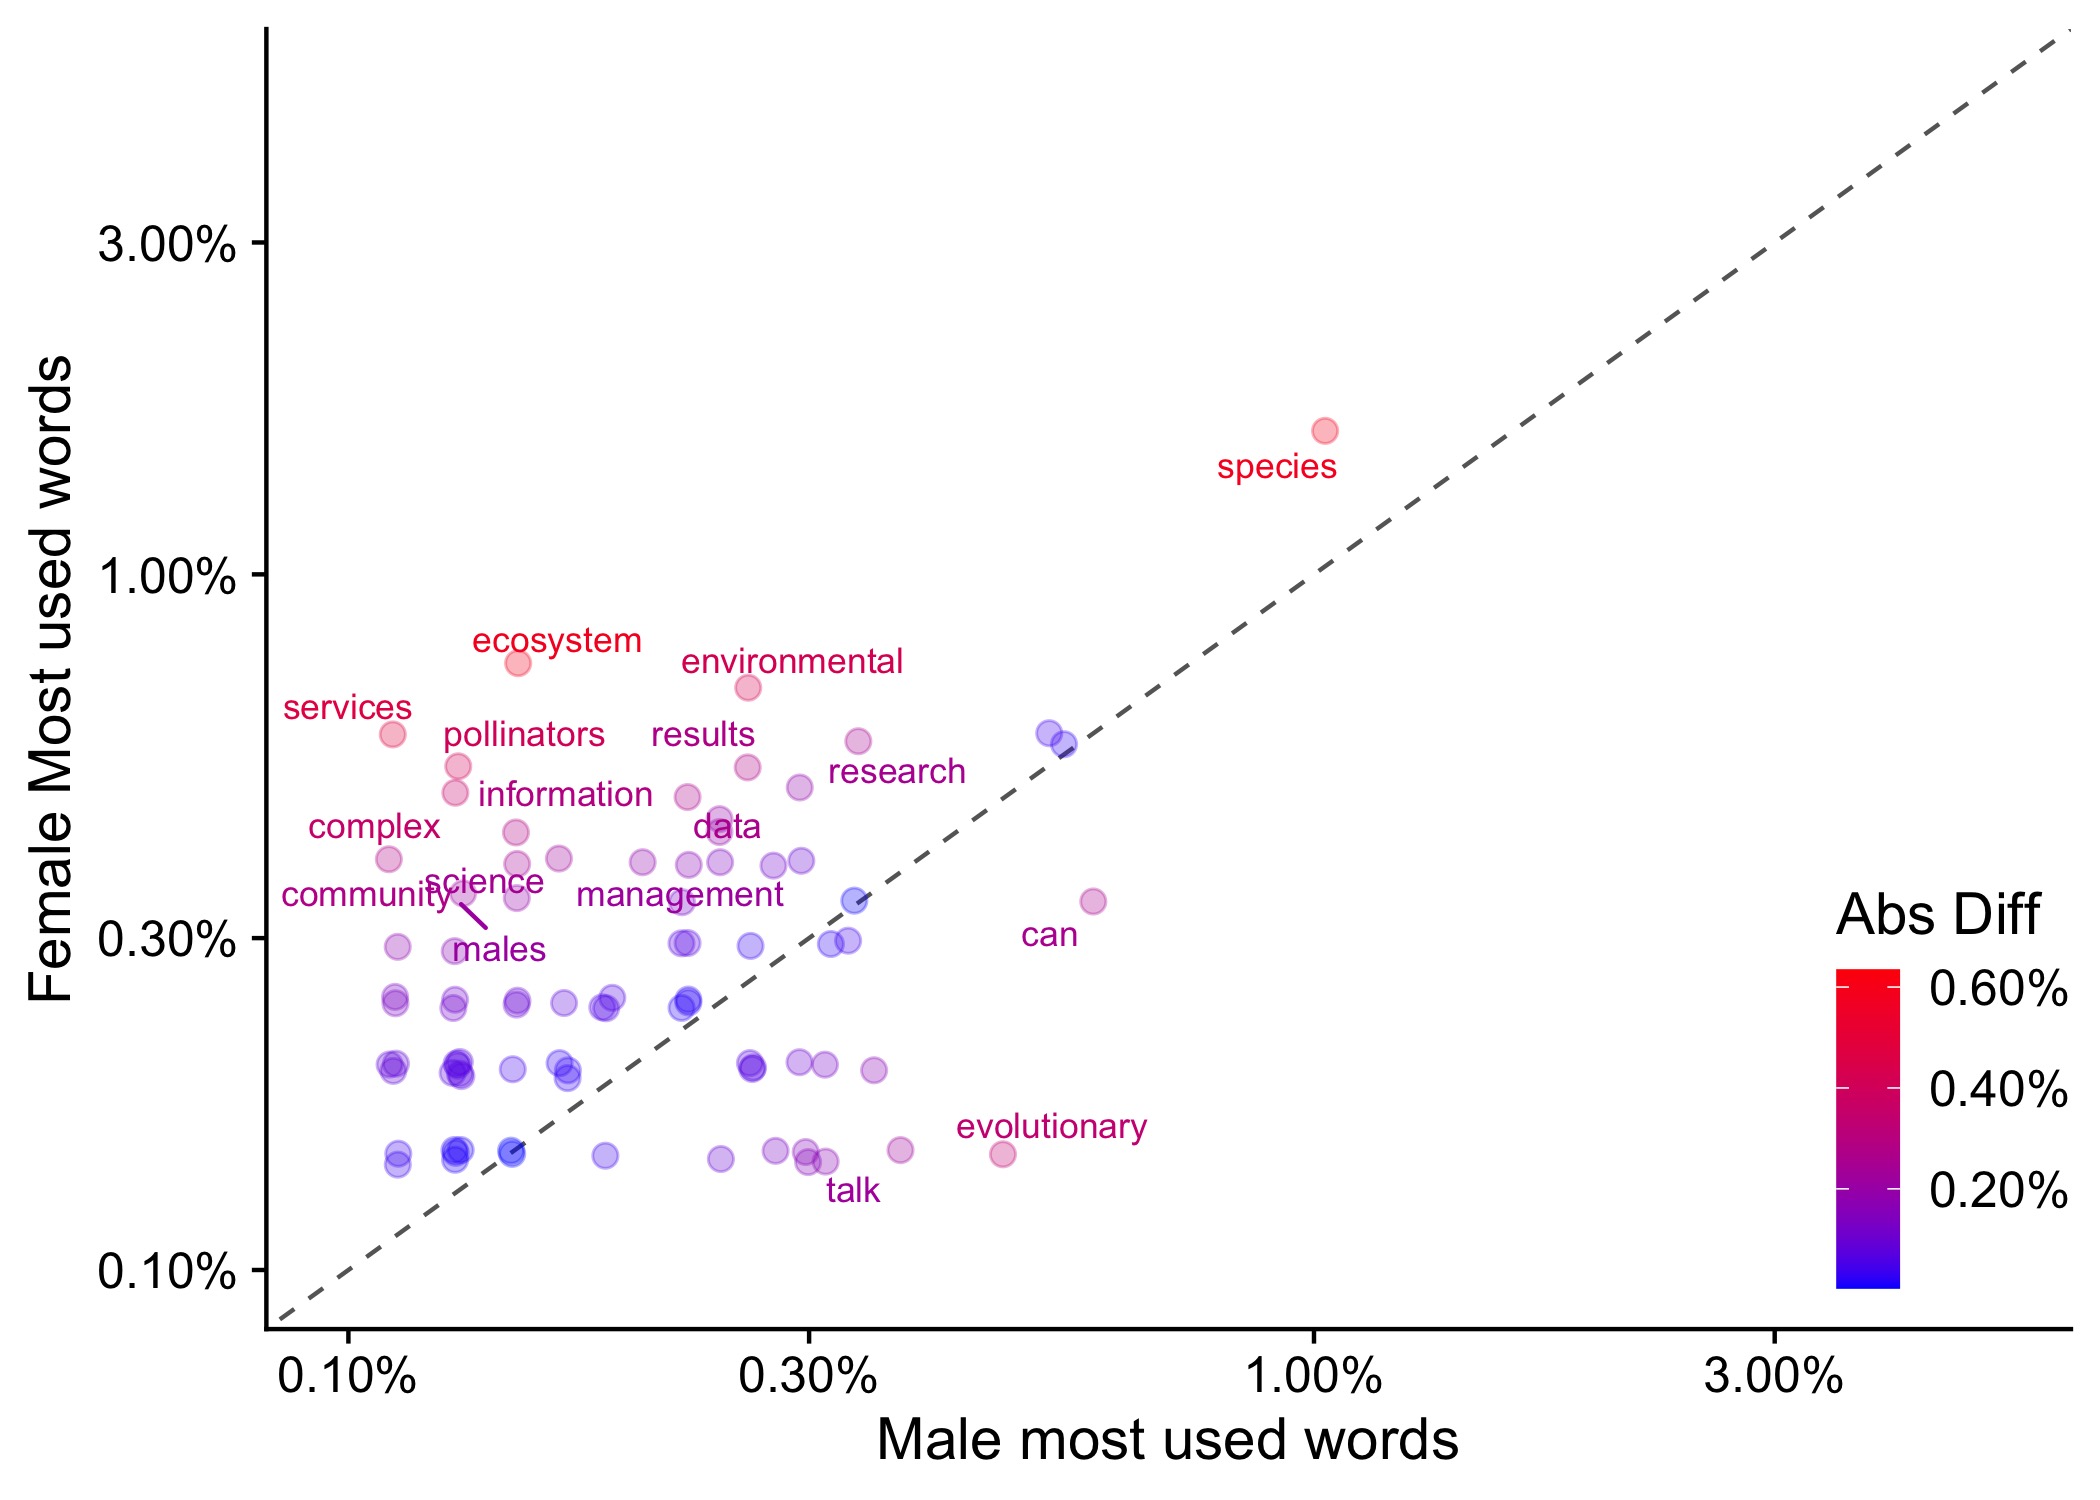 Female Most used words
3.00%
1.00%
0.30%
0.10%
species
ecosystem
environmental
services
pollinators
results
research
information
complex
data
science
community
management
can
males
evolutionary
talk
Abs Diff
0.60%
0.40%
0.20%
0.10%
0.30%
1.00%
3.00%
Male most used words